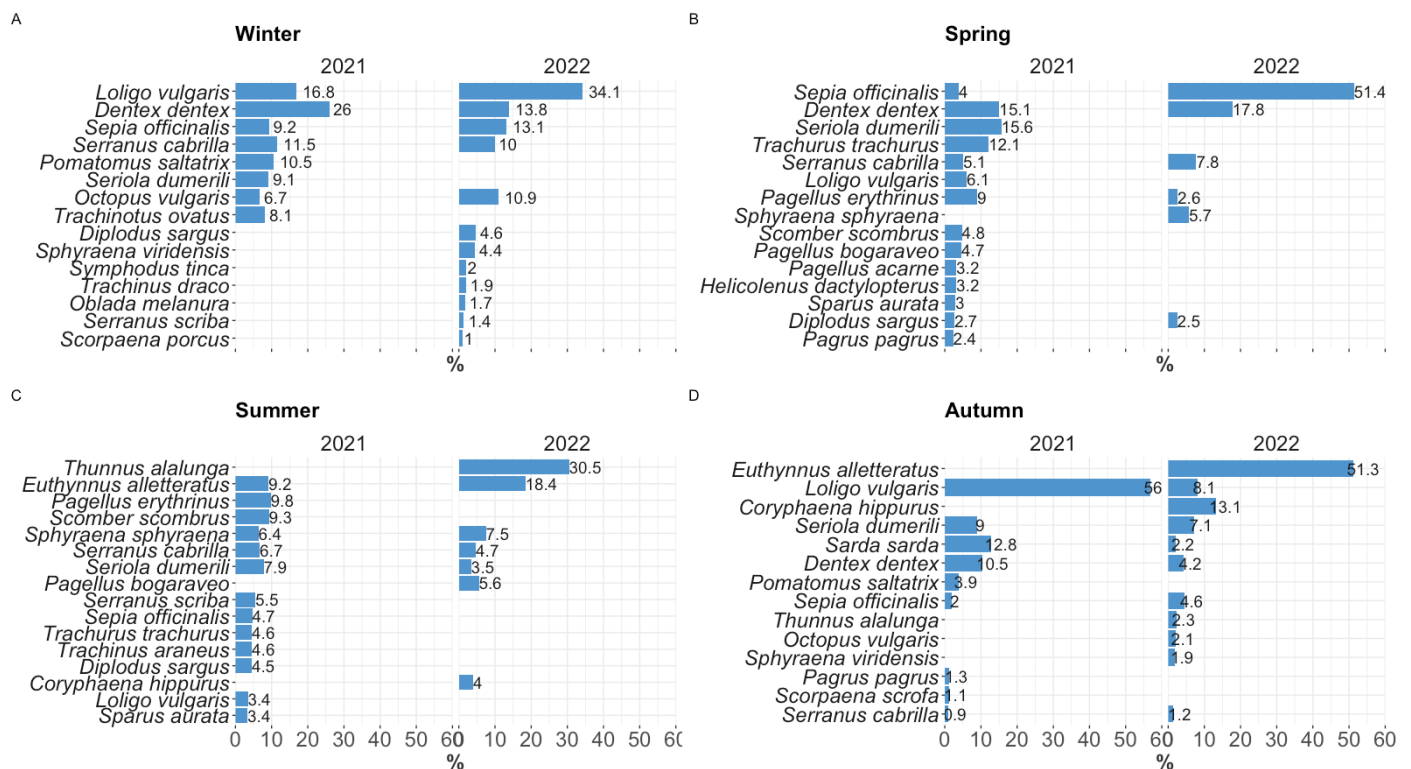 A
Winter
2021 2022
Loligo vulgaris 16.8 34.1
Dentex dentex 26 13.8
Sepia officinalis 9.2 13.1
Serranus cabrilla 11.5 10
Pomatomus saltatrix 10.5
Seriola dumerili 9.1
Octopus vulgaris 6.7 10.9
Trachinotus ovatus 8.1
Diplodus sargus 4.6
Sphyraena viridensis 4.4
Symphodus tinca 2
Trachinus draco 1.9
Oblada melanura 1.7
Serranus scriba 1.4
Scorpaena porcus 1
%
B
Spring
2021 2022
Sepia officinalis 4 51.4
Dentex dentex 15.1 17.8
Seriola dumerili 15.6
Trachurus trachurus 12.1
Serranus cabrilla 5.1 7.8
Loligo vulgaris 6.1
Pagellus erythrinus 9 2.6
Sphyraena sphyraena 5.7
Scomber scombrus 4.8
Pagellus bogaraveo 4.7
Pagellus acarne 3.2
Helicolenus dactylopterus 3.2
Sparus aurata 3
Diplodus sargus 2.7 2.5
Pagrus pagrus 2.4
%
C
Summer
2021 2022
Thunnus alalunga 30.5
Euthynnus alletteratus 9.2 18.4
Pagellus erythrinus 9.8
Scomber scombrus 9.3
Sphyraena sphyraena 6.4 7.5
Serranus cabrilla 6.7 4.7
Seriola dumerili 7.9 3.5
Pagellus bogaraveo 5.6
Serranus scriba 5.5
Sepia officinalis 4.7
Trachurus trachurus 4.6
Trachinus araneus 4.6
Diplodus sargus 4.5
Coryphaena hippurus 4
Loligo vulgaris 3.4
Sparus aurata 3.4
0 10 20 30 40 50 60 0 10 20 30 40 50 60
%
D
Autumn
2021 2022
Euthynnus alletteratus 51.3
Loligo vulgaris 56 8.1
Coryphaena hippurus 13.1
Seriola dumerili 9 7.1
Sarda sarda 12.8 2.2
Dentex dentex 10.5 4.2
Pomatomus saltatrix 3.9
Sepia officinalis 2 4.6
Thunnus alalunga 2.3
Octopus vulgaris 2.1
Sphyraena viridensis 1.9
Pagrus pagrus 1.3
Scorpaena scrofa 1.1
Serranus cabrilla 0.9 1.2
0 10 20 30 40 50 60 0 10 20 30 40 50 60
%